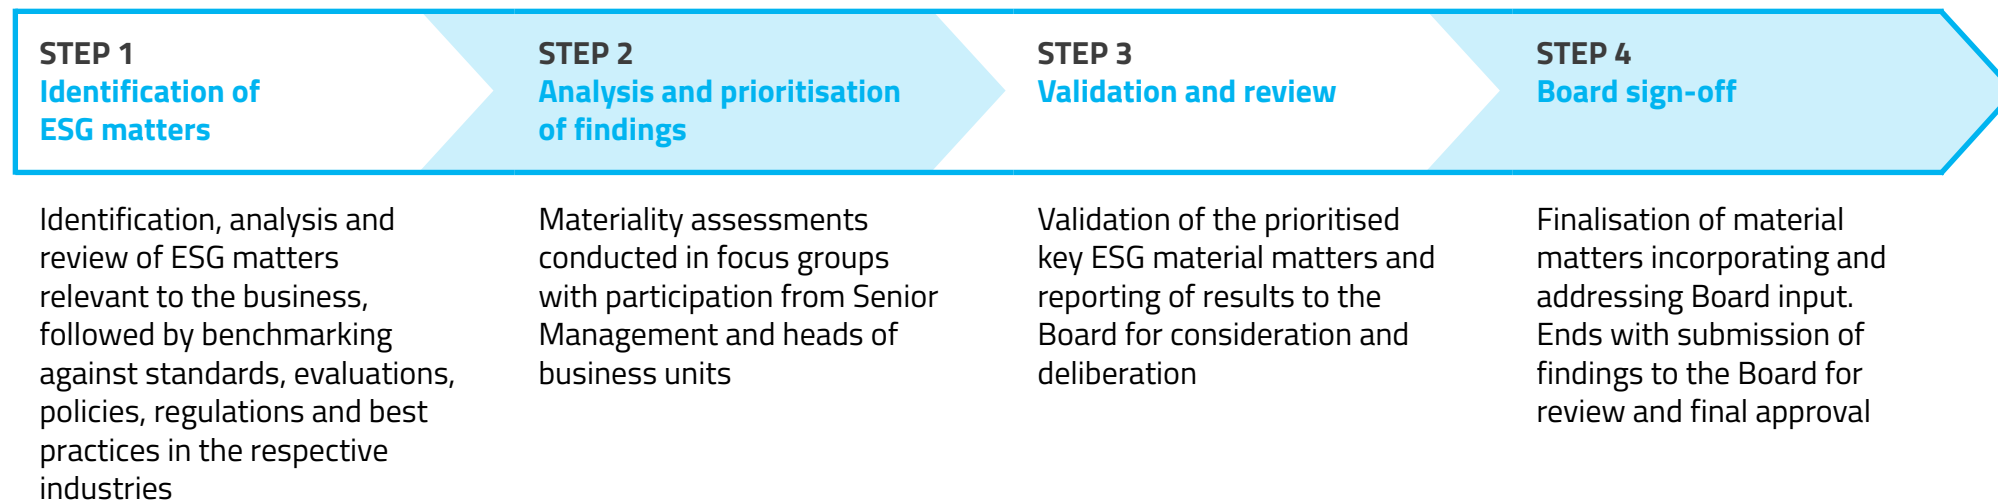 STEP 1
Identification of
ESG matters
Identification, analysis and
review of ESG matters
relevant to the business,
followed by benchmarking
against standards, evaluations,
policies, regulations and best
practices in the respective
industries
STEP 2
Analysis and prioritisation
of findings
Materiality assessments
conducted in focus groups
with participation from Senior
Management and heads of
business units
STEP 3
Validation and review
Validation of the prioritised
key ESG material matters and
reporting of results to the
Board for consideration and
deliberation
STEP 4
Board sign-off
Finalisation of material
matters incorporating and
addressing Board input.
Ends with submission of
findings to the Board for
review and final approval